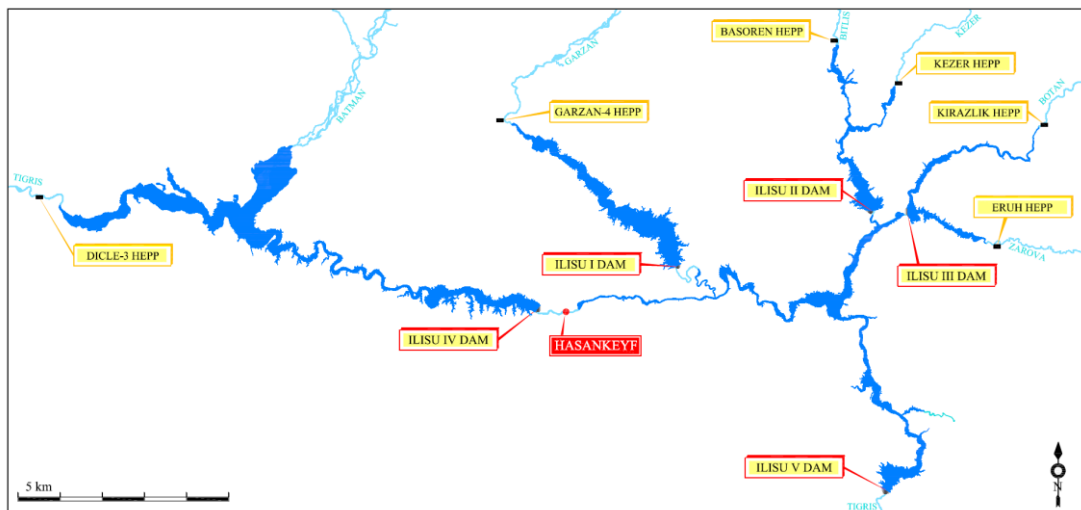 BASOREN HEPP
BITLIS
KEZER
KEZER HEPP
GARZAN
BATMAN
GARZAN-4 HEPP
BOTAN
KIRAZLIK HEPP
TIGRIS
ILISU II DAM
ERUH HEPP
ZAROVA
DICLE-3 HEPP
ILISU I DAM
ILISU III DAM
ILISU IV DAM
HASANKEYF
ILISU V DAM
5 km
N
TIGRIS